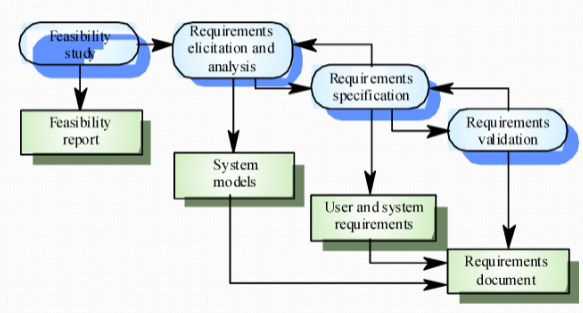 Feasibility
study
Requirements
elicitation and
analysis
Requirements
specification
Requirements
validation
Feasibility
report
System
models
User and system
requirements
Requirements
document